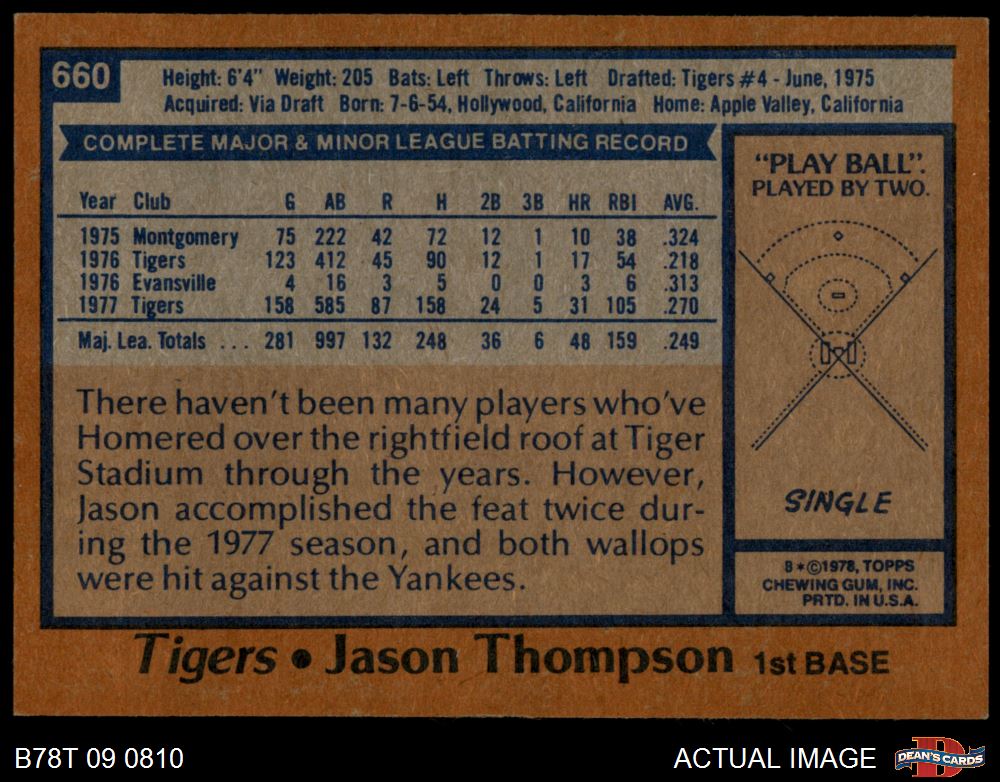 660
Height: 6'4" Weight: 205 Bats: Left Throws: Left Drafted: Tigers #4 - June, 1975
Acquired: Via Draft Born: 7-6-54, Hollywood, California Home: Apple Valley, California
COMPLETE MAJOR & MINOR LEAGUE BATTING RECORD
Year Club G AB R H 2B 3B HR RBI AVG.
1975 Montgomery 75 222 42 72 12 1 10 38 .324
1976 Tigers 123 412 45 90 12 1 17 54 .218
1976 Evansville 4 16 3 5 0 0 3 6 .313
1977 Tigers 158 585 87 158 24 5 31 105 .270
Maj. Lea. Totals ... 281 997 132 248 36 6 48 159 .249
There haven't been many players who've
Homered over the rightfield roof at Tiger
Stadium through the years. However,
Jason accomplished the feat twice dur-
ing the 1977 season, and both wallops
were hit against the Yankees.
"PLAY BALL".
PLAYED BY TWO.
SINGLE
8*©1978, TOPPS
CHEWING GUM, INC.
PRTD. IN U.S.A.
Tigers • Jason Thompson 1st BASE
B78T 09 0810
ACTUAL IMAGE
D
DEAN'S CARDS